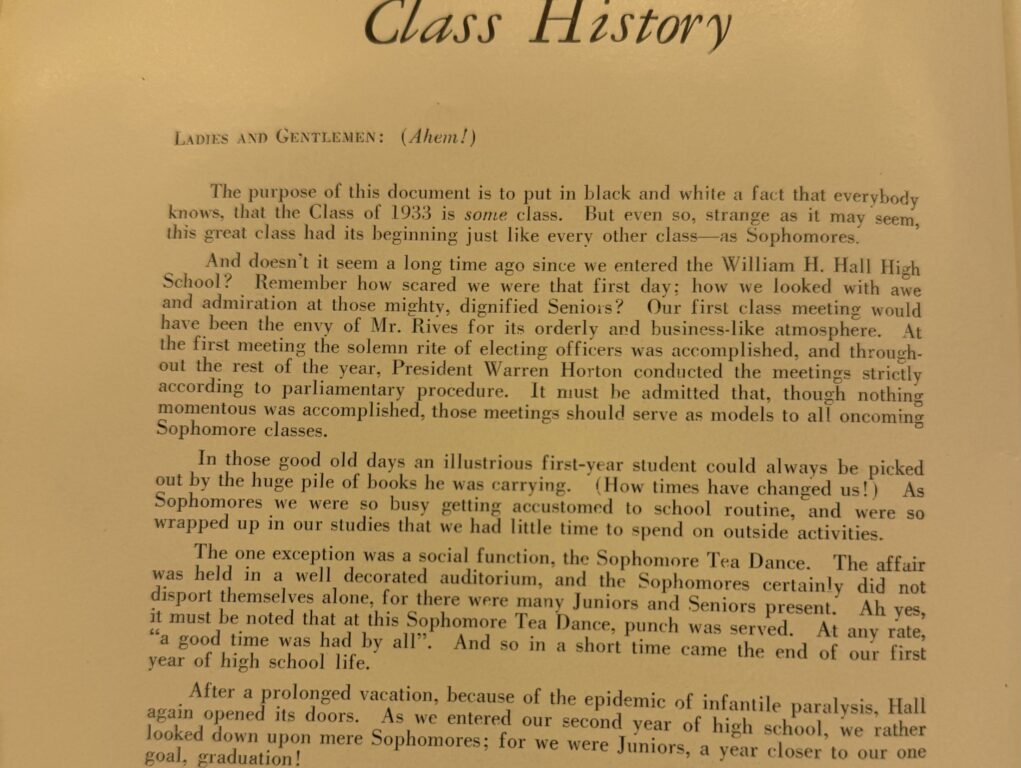 Class History
LADIES AND GENTLEMEN: (Ahem!)
The purpose of this document is to put in black and white a fact that everybody
knows, that the Class of 1933 is some class. But even so, strange as it may seem,
this great class had its beginning just like every other class—as Sophomores.
And doesn't it seem a long time ago since we entered the William H. Hall High
School? Remember how scared we were that first day; how we looked with awe
and admiration at those mighty, dignified Seniors? Our first class meeting would
have been the envy of Mr. Rives for its orderly and business-like atmosphere. At
the first meeting the solemn rite of electing officers was accomplished, and through-
out the rest of the year, President Warren Horton conducted the meetings strictly
according to parliamentary procedure. It must be admitted that, though nothing
momentous was accomplished, those meetings should serve as models to all oncoming
Sophomore classes.
In those good old days an illustrious first-year student could always be picked
out by the huge pile of books he was carrying. (How times have changed us!) As
Sophomores we were so busy getting accustomed to school routine, and were so
wrapped up in our studies that we had little time to spend on outside activities.
The one exception was a social function, the Sophomore Tea Dance. The affair
was held in a well decorated auditorium, and the Sophomores certainly did not
disport themselves alone, for there were many Juniors and Seniors present. Ah yes,
it must be noted that at this Sophomore Tea Dance, punch was served. At any rate,
“a good time was had by all”. And so in a short time came the end of our first
year of high school life.
After a prolonged vacation, because of the epidemic of infantile paralysis, Hall
again opened its doors. As we entered our second year of high school, we rather
looked down upon mere Sophomores; for we were Juniors, a year closer to our one
goal, graduation!